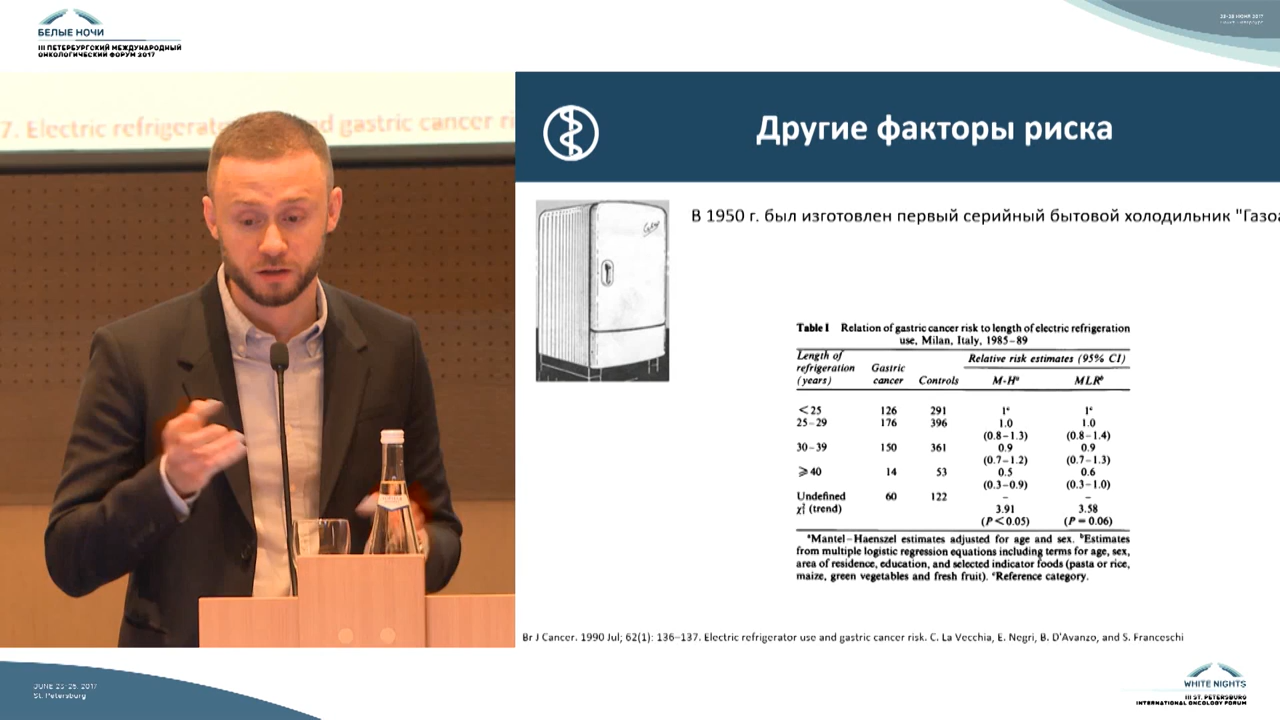 БЕЛЫЕ НОЧИ
III ПЕТЕРБУРГСКИЙ МЕЖДУНАРОДНЫЙ
ОНКОЛОГИЧЕСКИЙ ФОРУМ 2017
7. Electric refrigerat
nd gastric cancer ri
Другие факторы риска
В 1950 г. был изготовлен первый серийный бытовой холодильник "Газоа
Table I Relation of gastric cancer risk to length of electric refrigeration
use, Milan, Italy, 1985–89
Length of refrigeration (years) Gastric cancer Controls Relative risk estimates (95% CI)
M-Hᵃ MLRᵇ
<25 126 291 1ᶜ 1ᶜ
25–29 176 396 1.0 1.0
(0.8–1.3) (0.8–1.4)
30–39 150 361 0.9 0.9
(0.7–1.2) (0.7–1.3)
⩾40 14 53 0.5 0.6
(0.3–0.9) (0.3–1.0)
Undefined 60 122 – –
χ²₁ (trend) 3.91 3.58
(P<0.05) (P=0.06)
ᵃMantel–Haenszel estimates adjusted for age and sex. ᵇEstimates
from multiple logistic regression equations including terms for age, sex,
area of residence, education, and selected indicator foods (pasta or rice,
maize, green vegetables and fresh fruit). ᶜReference category.
Br J Cancer. 1990 Jul; 62(1): 136–137. Electric refrigerator use and gastric cancer risk. C. La Vecchia, E. Negri, B. D'Avanzo, and S. Franceschi
St. Petersburg
WHITE NIGHTS
III ST. PETERSBURG
INTERNATIONAL ONCOLOGY FORUM